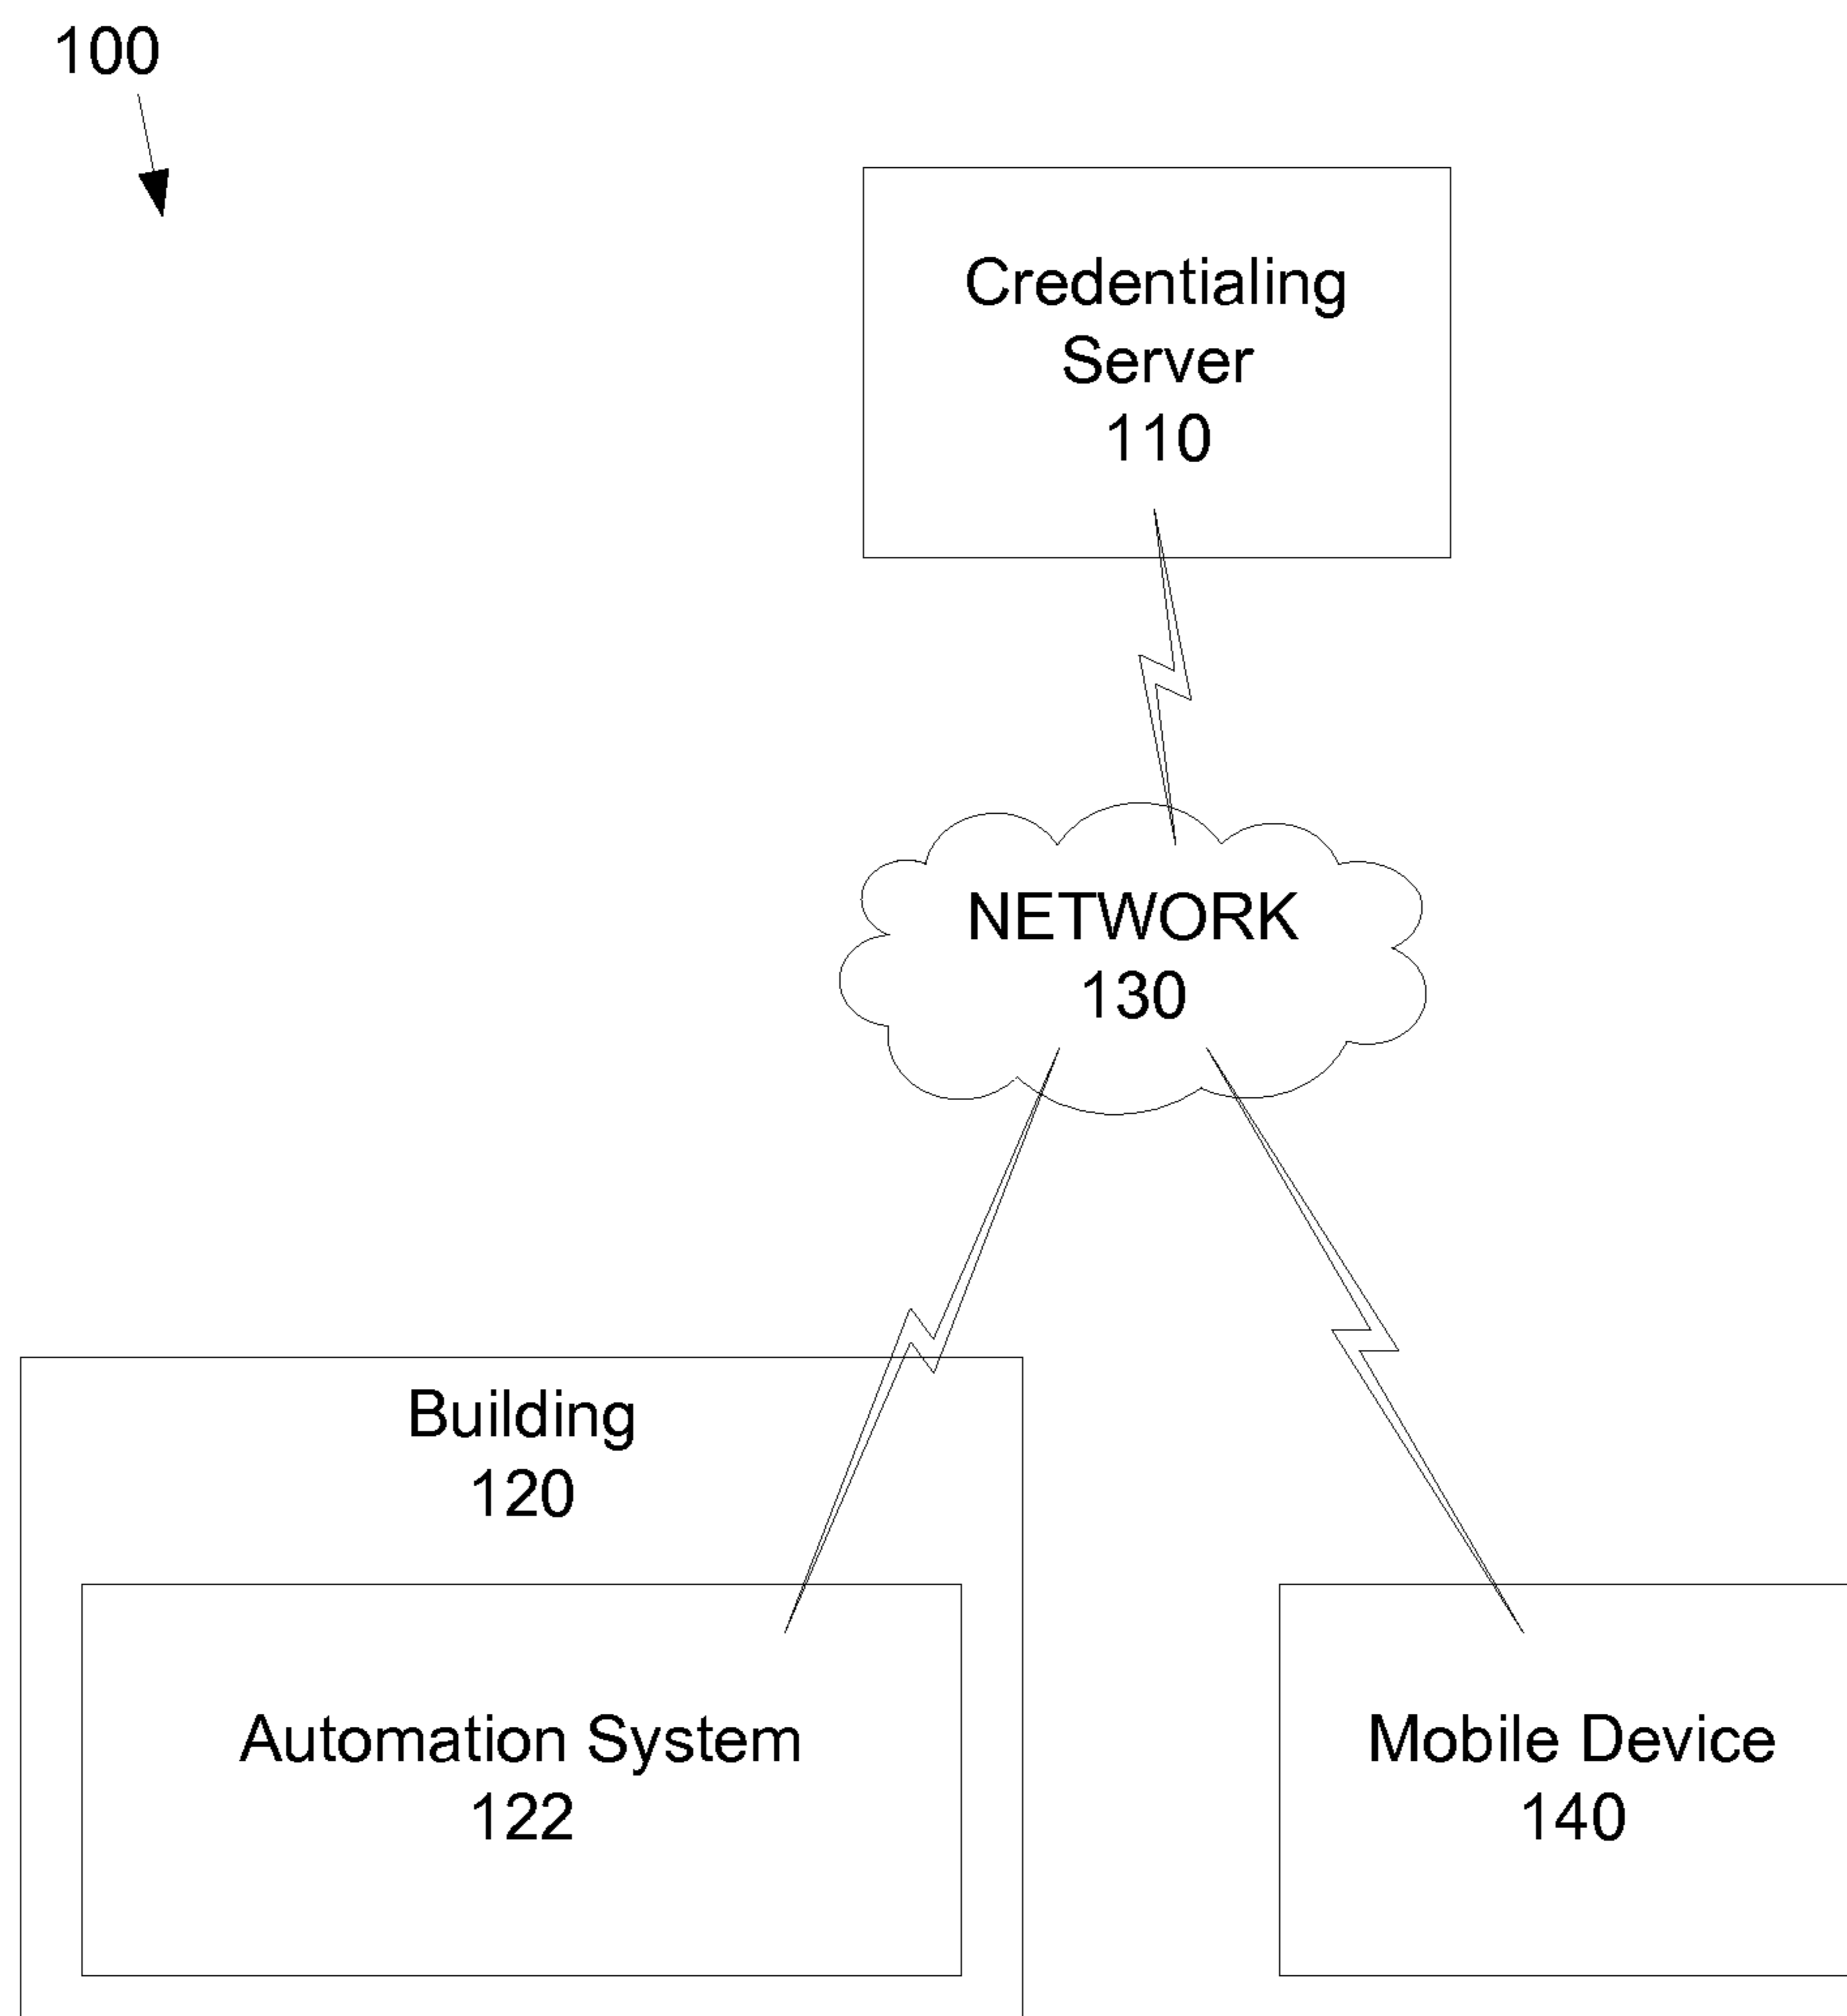 100
Credentialing
Server
110
NETWORK
130
Building
120
Automation System
122
Mobile Device
140